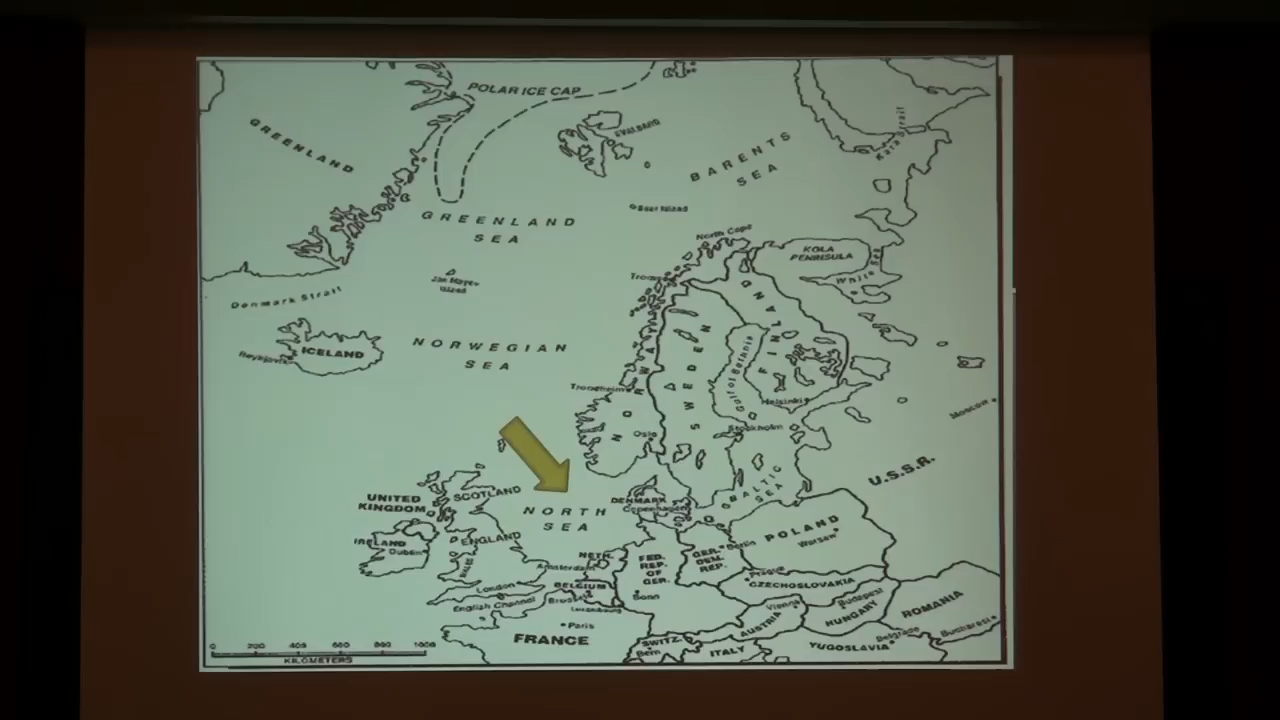 POLAR ICE CAP
GREENLAND
SVALBARD
BARENTS
SEA
Kara Strait
Bear Island
GREENLAND
SEA
North Cape
KOLA
PENINSULA
White Sea
Jan Mayen
Island
Denmark Strait
ICELAND
Reykjavik
NORWEGIAN
SEA
NORWAY
SWEDEN
FINLAND
Gulf of Botania
Trondheim
Helsinki
Oslo
Stockholm
Moscow
U.S.S.R.
BALTIC
SEA
UNITED
KINGDOM
SCOTLAND
DENMARK
Copenhagen
NORTH
SEA
IRELAND
Dublin
ENGLAND
WALES
NETH.
Amsterdam
FED.
REP.
OF
GER.
GER.
DEM.
REP.
Berlin
POLAND
Warsaw
London
English Channel
BELGIUM
Brussels
Luxembourg
Bonn
Prague
CZECHOSLOVAKIA
Paris
FRANCE
Vienna
AUSTRIA
Budapest
HUNGARY
ROMANIA
Bucharest
Belgrade
YUGOSLAVIA
SWITZ.
Bern
ITALY
0 200 400 600 800 1000
KILOMETERS